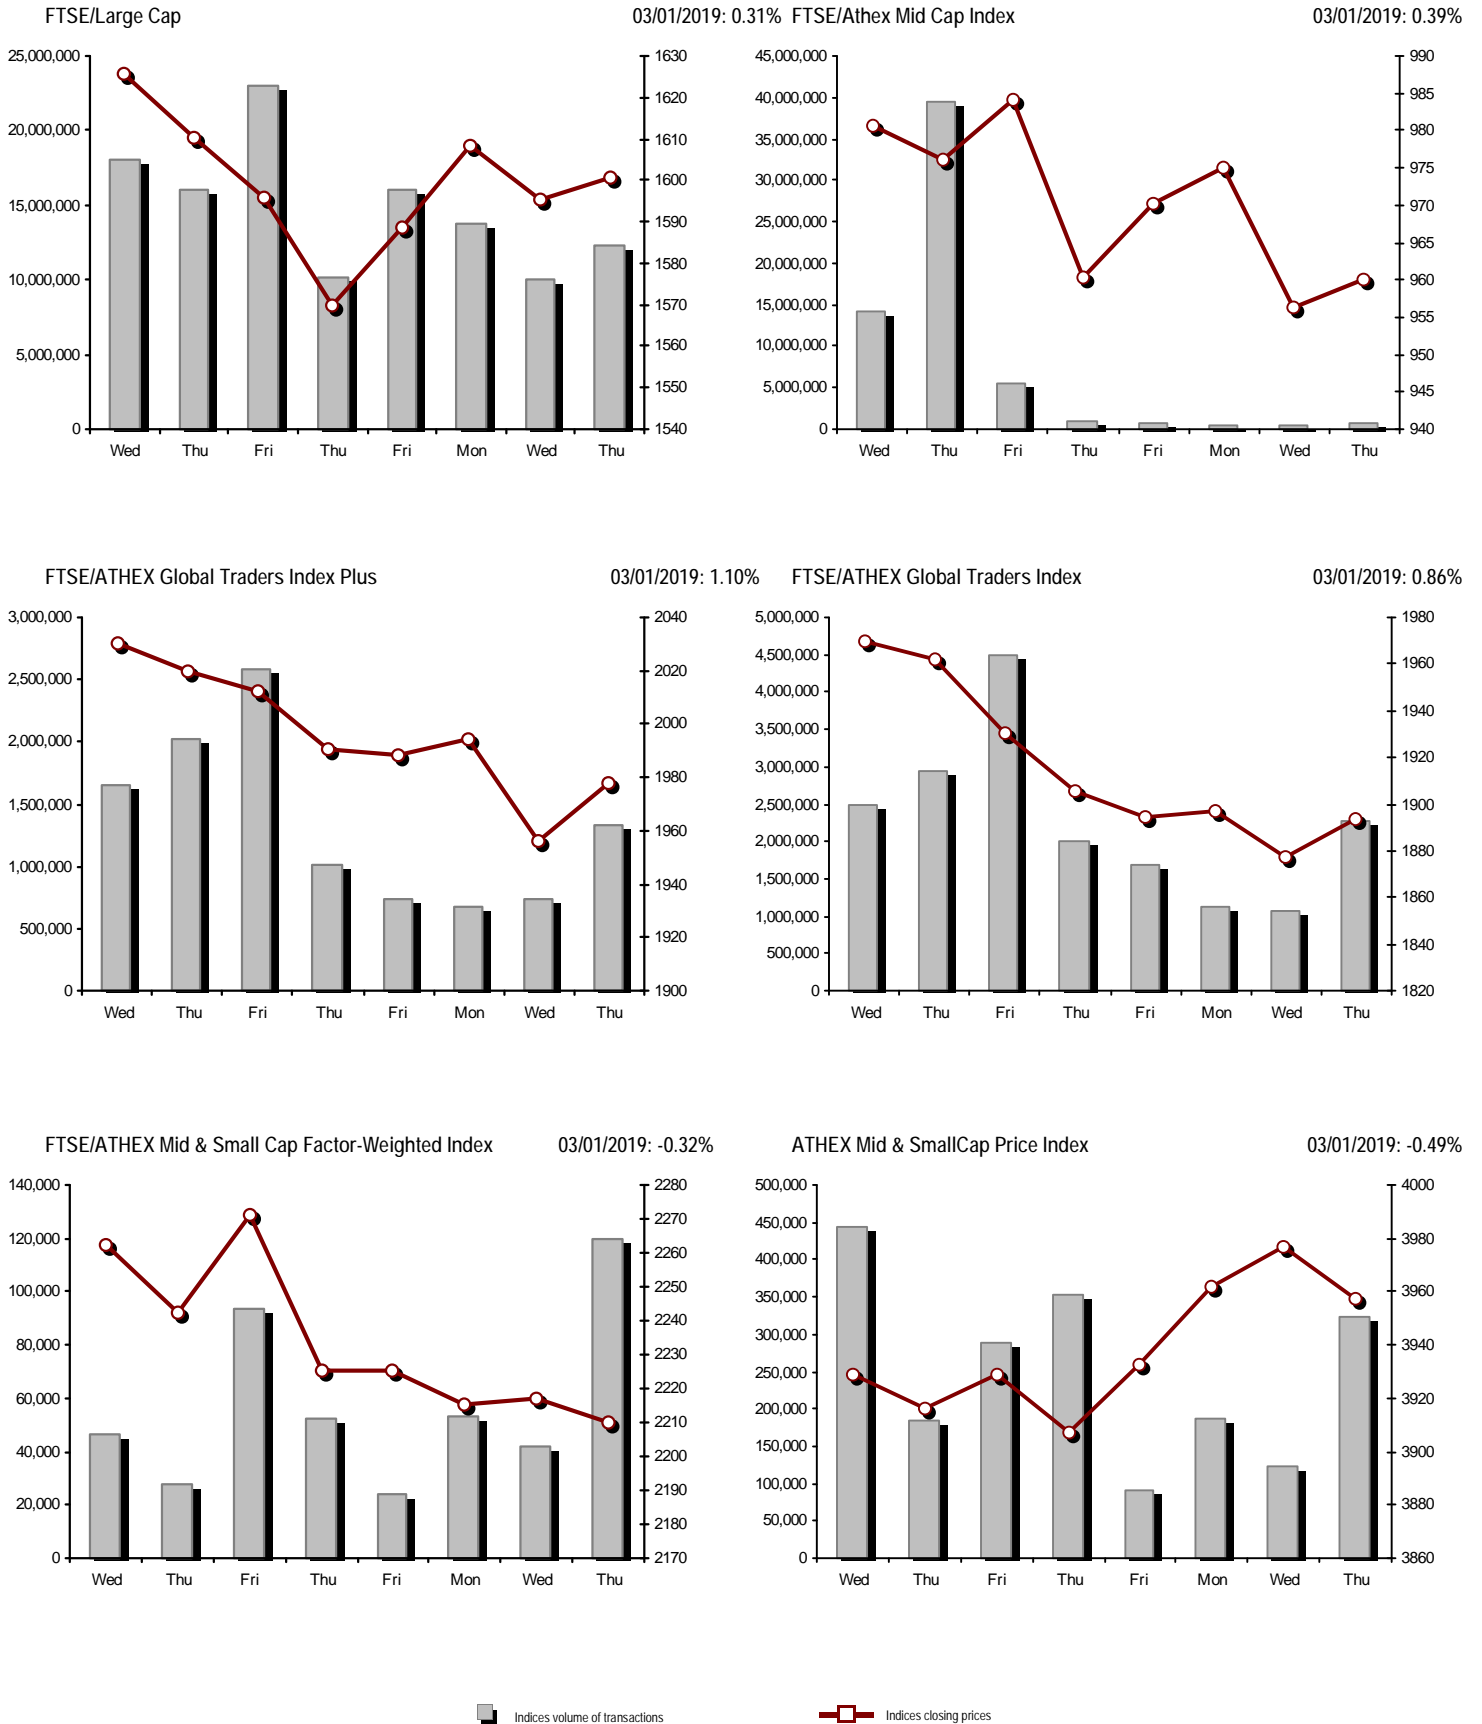 FTSE/Large Cap 03/01/2019: 0.31% FTSE/Athex Mid Cap Index 03/01/2019: 0.39%
25,000,000 1630 45,000,000 990
1620 40,000,000 985
20,000,000 1610 35,000,000 980
1600 30,000,000 975
15,000,000 25,000,000
1590 970
10,000,000 1580 20,000,000 965
1570 15,000,000 960
5,000,000 1560 10,000,000 955
950
1550 5,000,000 945
0 1540 0 940
Wed Thu Fri Thu Fri Mon Wed Thu Wed Thu Fri Thu Fri Mon Wed Thu
FTSE/ATHEX Global Traders Index Plus 03/01/2019: 1.10% FTSE/ATHEX Global Traders Index 03/01/2019: 0.86%
3,000,000 2040 5,000,000 1980
2,500,000 2020 4,500,000 1960
2000 4,000,000 1940
2,000,000 3,500,000
1980 3,000,000 1920
1,500,000 1960 2,500,000 1900
1,000,000 2,000,000 1880
1940 1,500,000 1860
500,000 1920 1,000,000 1840
500,000
0 1900 0 1820
Wed Thu Fri Thu Fri Mon Wed Thu Wed Thu Fri Thu Fri Mon Wed Thu
FTSE/ATHEX Mid & Small Cap Factor-Weighted Index 03/01/2019: -0.32% ATHEX Mid & SmallCap Price Index 03/01/2019: -0.49%
140,000 2280 500,000 4000
120,000 2270 450,000 3980
2260 400,000
100,000 2250 350,000 3960
80,000 2240 300,000 3940
2230 250,000
60,000 2220 200,000 3920
40,000 2210 150,000 3900
2200 100,000
20,000 2190 50,000 3880
2180
0 2170 0 3860
Wed Thu Fri Thu Fri Mon Wed Thu Wed Thu Fri Thu Fri Mon Wed Thu
Indices volume of transactions Indices closing prices